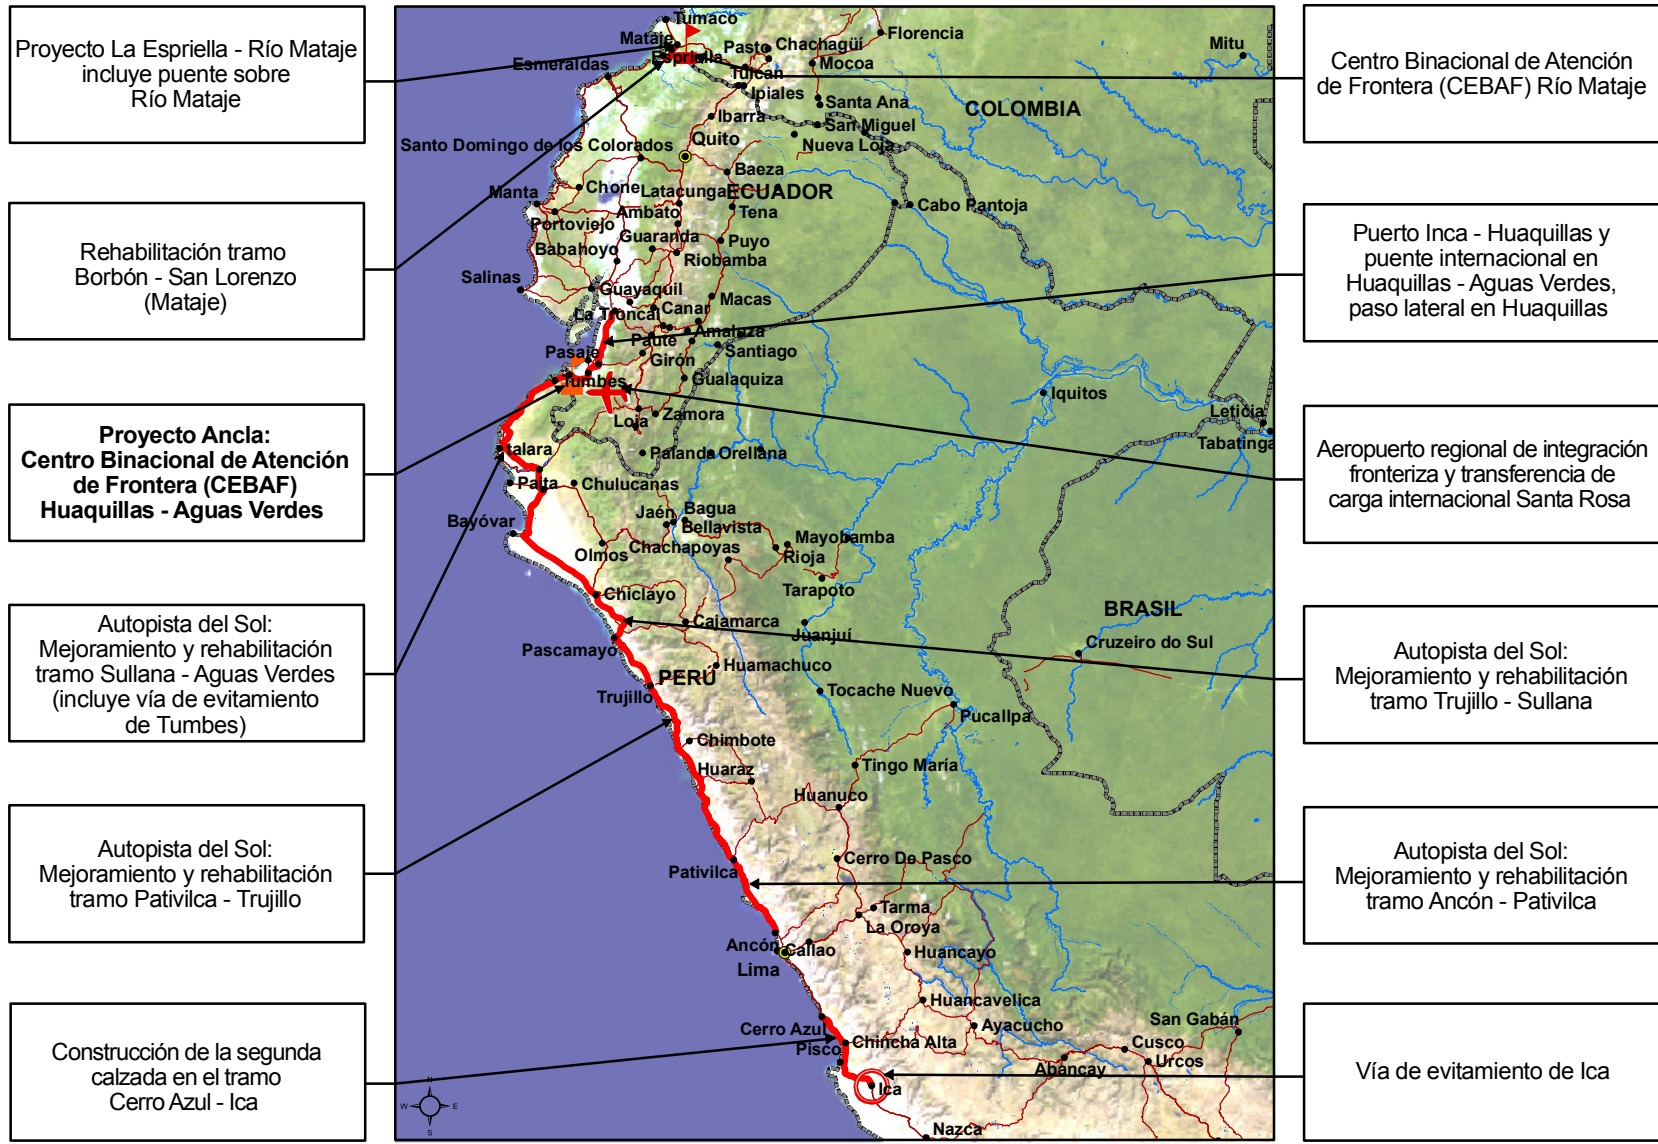 Proyecto La Espriella - Río Mataje
incluye puente sobre
Río Mataje
Rehabilitación tramo
Borbón - San Lorenzo
(Mataje)
Proyecto Ancla:
Centro Binacional de Atención
de Frontera (CEBAF)
Huaquillas - Aguas Verdes
Autopista del Sol:
Mejoramiento y rehabilitación
tramo Sullana - Aguas Verdes
(incluye vía de evitamiento
de Tumbes)
Autopista del Sol:
Mejoramiento y rehabilitación
tramo Pativilca - Trujillo
Construcción de la segunda
calzada en el tramo
Cerro Azul - Ica
Tumaco
Mataje
Espriella
Esmeraldas
Pasto
Chachagüí
Florencia
Mocoa
Mitu
Tulcan
Ipiales
Santa Ana
COLOMBIA
Ibarra
San Miguel
Nueva Loja
Quito
Santo Domingo de los Colorados
Baeza
Chone
Latacunga
ECUADOR
Manta
Ambato
Tena
Cabo Pantoja
Portoviejo
Guaranda
Puyo
Babahoyo
Riobamba
Salinas
Guayaquil
Macas
Canar
La Troncal
Amaluza
Paute
Santiago
Pasaje
Girón
Tumbes
Gualaquiza
Iquitos
Leticia
Tabatinga
Loja
Zamora
talara
Palanda
Orellana
Paita
Chulucanas
Bayóvar
Jaén
Bagua
Bellavista
Olmos
Chachapoyas
Mayobamba
Rioja
Tarapoto
Chiclayo
Cajamarca
Juanjuí
BRASIL
Cruzeiro do Sul
Pascamayo
Huamachuco
PERÚ
Trujillo
Tocache Nuevo
Pucallpa
Chimbote
Huaraz
Tingo María
Huanuco
Pativilca
Cerro De Pasco
Tarma
La Oroya
Ancón
Callao
Lima
Huancayo
Huancavelica
Cerro Azul
Ayacucho
San Gabán
Chincha Alta
Pisco
Cusco
Urcos
Abancay
Ica
Nazca
N
W
E
S
Centro Binacional de Atención
de Frontera (CEBAF) Río Mataje
Puerto Inca - Huaquillas y
puente internacional en
Huaquillas - Aguas Verdes,
paso lateral en Huaquillas
Aeropuerto regional de integración
fronteriza y transferencia de
carga internacional Santa Rosa
Autopista del Sol:
Mejoramiento y rehabilitación
tramo Trujillo - Sullana
Autopista del Sol:
Mejoramiento y rehabilitación
tramo Ancón - Pativilca
Vía de evitamiento de Ica